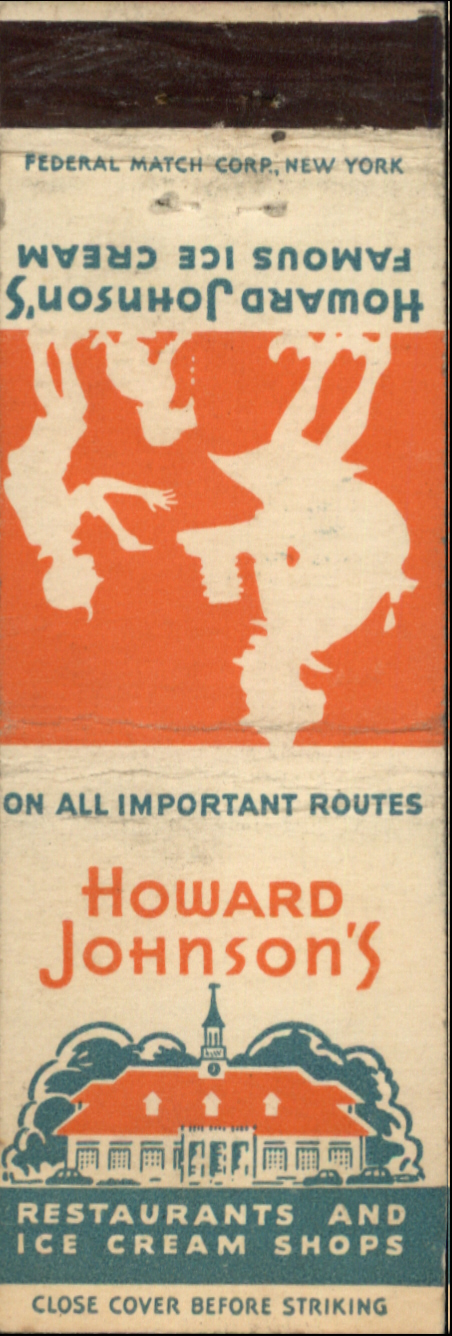 FEDERAL MATCH CORP., NEW YORK
HOWARD JOHNSON'S
FAMOUS ICE CREAM
ON ALL IMPORTANT ROUTES
HOWARD
JOHNSON'S
RESTAURANTS AND
ICE CREAM SHOPS
CLOSE COVER BEFORE STRIKING